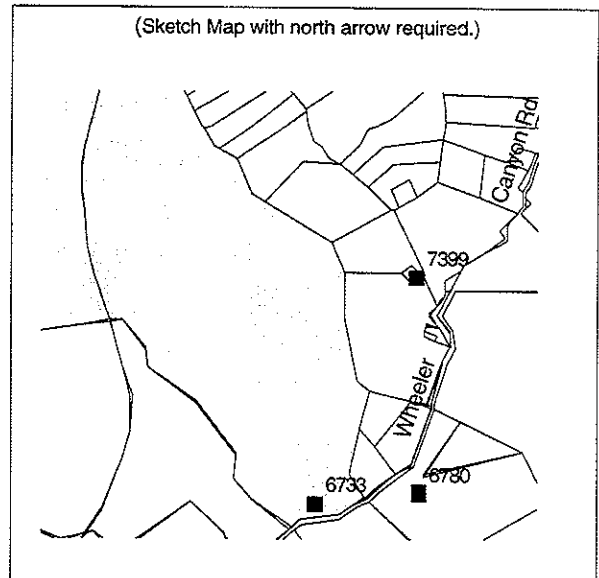 (Sketch Map with north arrow required.)
Canyon Rd
7399
Wheeler
6733
6780